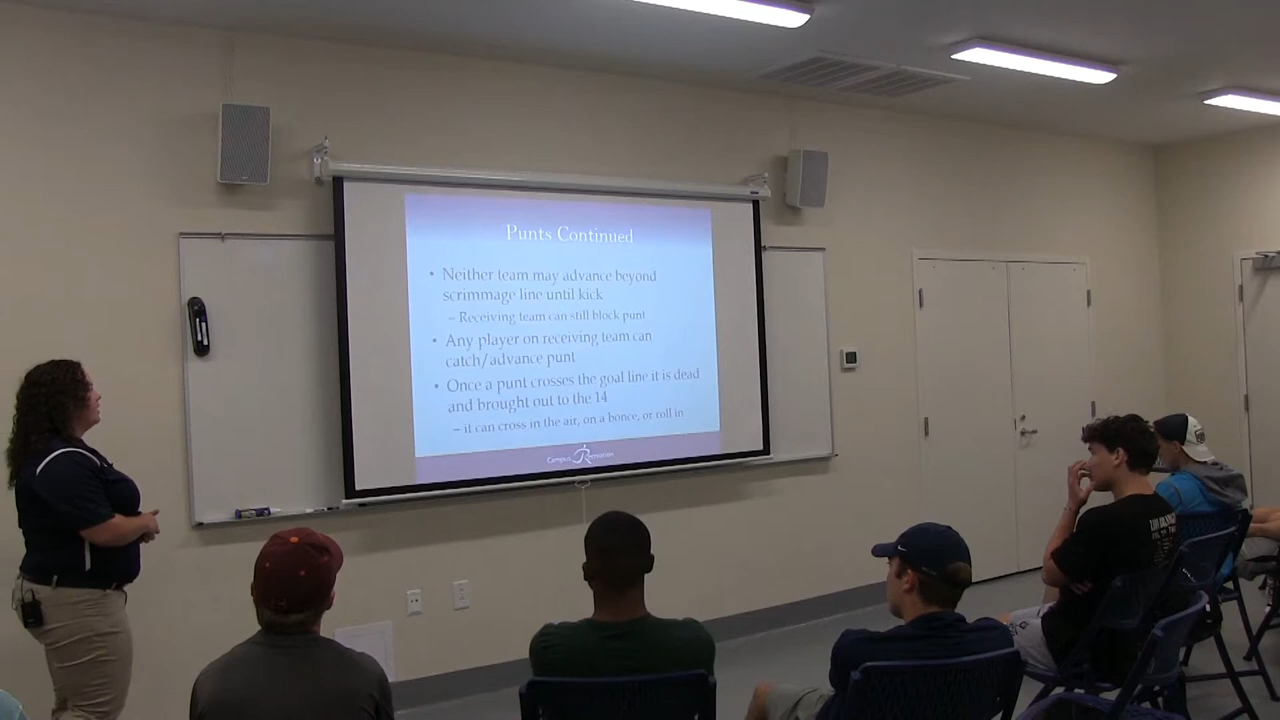 Punts Continued
• Neither team may advance beyond
scrimmage line until kick
– Receiving team can still block punt
• Any player on receiving team can
catch/advance punt
• Once a punt crosses the goal line it is dead
and brought out to the 14
– it can cross in the air, on a bonce, or roll in
Campus Recreation